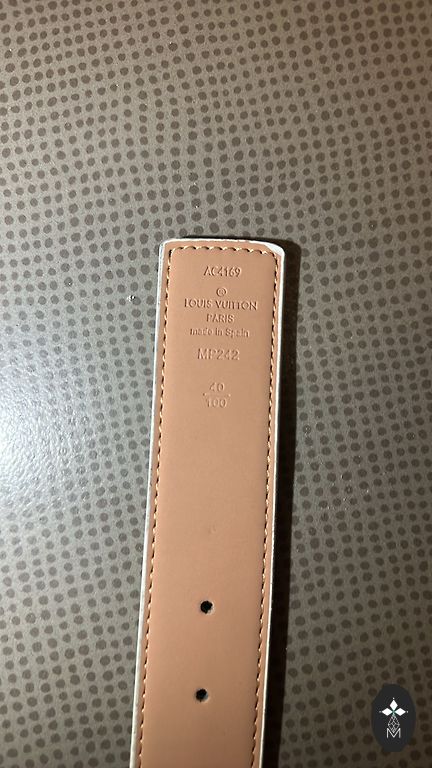 AC4169
®
LOUIS VUITTON
PARIS
made in Spain
MP242
40
100